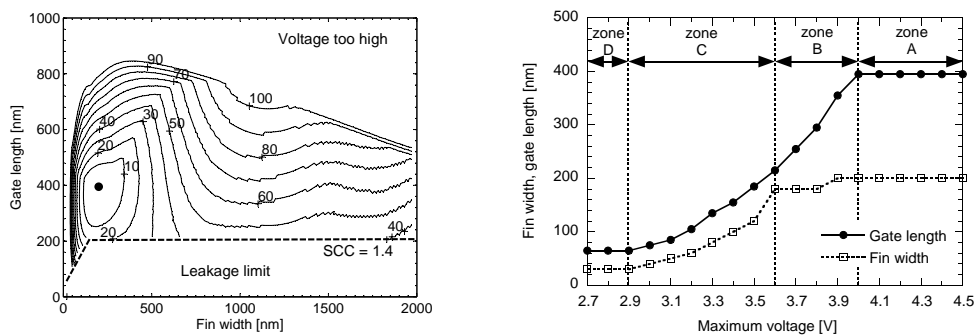 1000
800
600
400
200
0
Gate length [nm]
Voltage too high
90
70
100
40
30
50
20
10
80
60
20
40
SCC = 1.4
Leakage limit
0
500
1000
1500
2000
Fin width [nm]
500
400
300
200
100
0
Fin width, gate length [nm]
zone
D
zone
C
zone
B
zone
A
Gate length
Fin width
2.7
2.9
3.1
3.3
3.5
3.7
3.9
4.1
4.3
4.5
Maximum voltage [V]